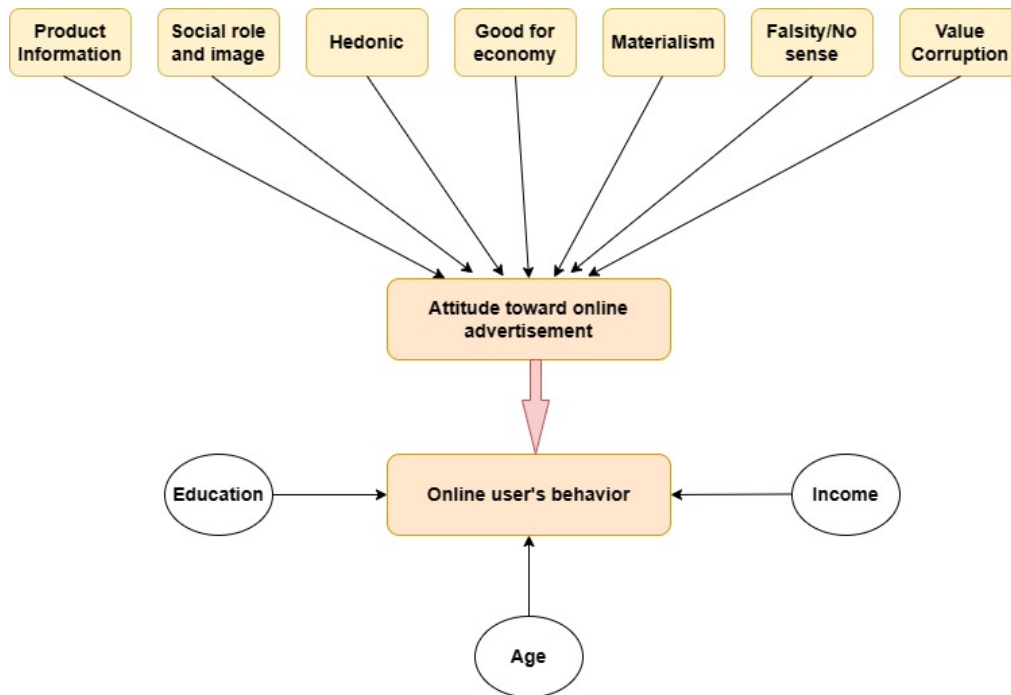 Product
Information
Social role
and image
Hedonic
Good for
economy
Materialism
Falsity/No
sense
Value
Corruption
Attitude toward online
advertisement
Education
Online user's behavior
Income
Age